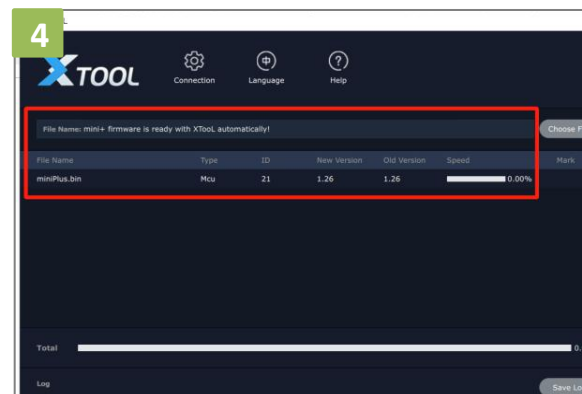 4
XTOOL
Connection Language Help
File Name: mini+ firmware is ready with XTooL automatically!
Choose F
File Name Type ID New Version Old Version Speed Mark
miniPlus.bin Mcu 21 1.26 1.26 0.00%
Total 0.
Log
Save Lo